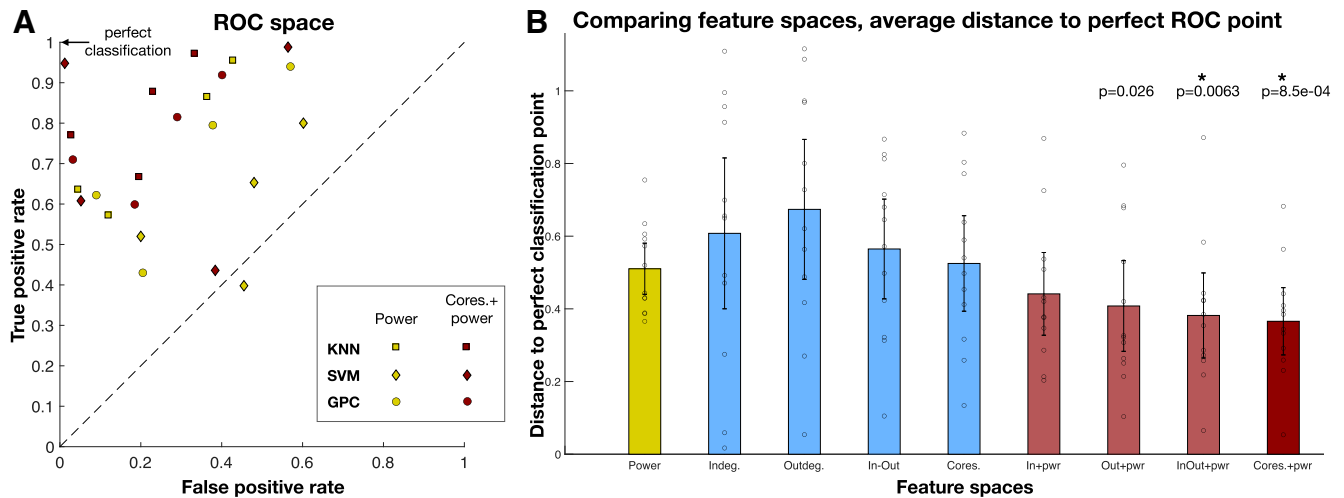 A
ROC space
perfect
classification
1
0.9
0.8
0.7
0.6
0.5
0.4
0.3
0.2
0.1
0
True positive rate
0
0.2
0.4
0.6
0.8
1
False positive rate
Power
Cores.+
power
KNN
SVM
GPC
B
Comparing feature spaces, average distance to perfect ROC point
Distance to perfect classification point
1
0.8
0.6
0.4
0.2
0
p=0.026
*
p=0.0063
*
p=8.5e-04
Power
Indeg.
Outdeg.
In-Out
Cores.
In+pwr
Out+pwr
InOut+pwr
Cores.+pwr
Feature spaces